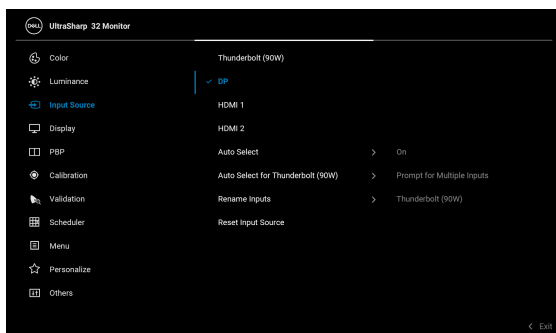 DELL UltraSharp 32 Monitor
Color Thunderbolt (90W)
Luminance DP
Input Source HDMI 1
Display HDMI 2
PBP Auto Select On
Calibration Auto Select for Thunderbolt (90W) Prompt for Multiple Inputs
Validation Rename Inputs Thunderbolt (90W)
Scheduler Reset Input Source
Menu
Personalize
Others
Exit